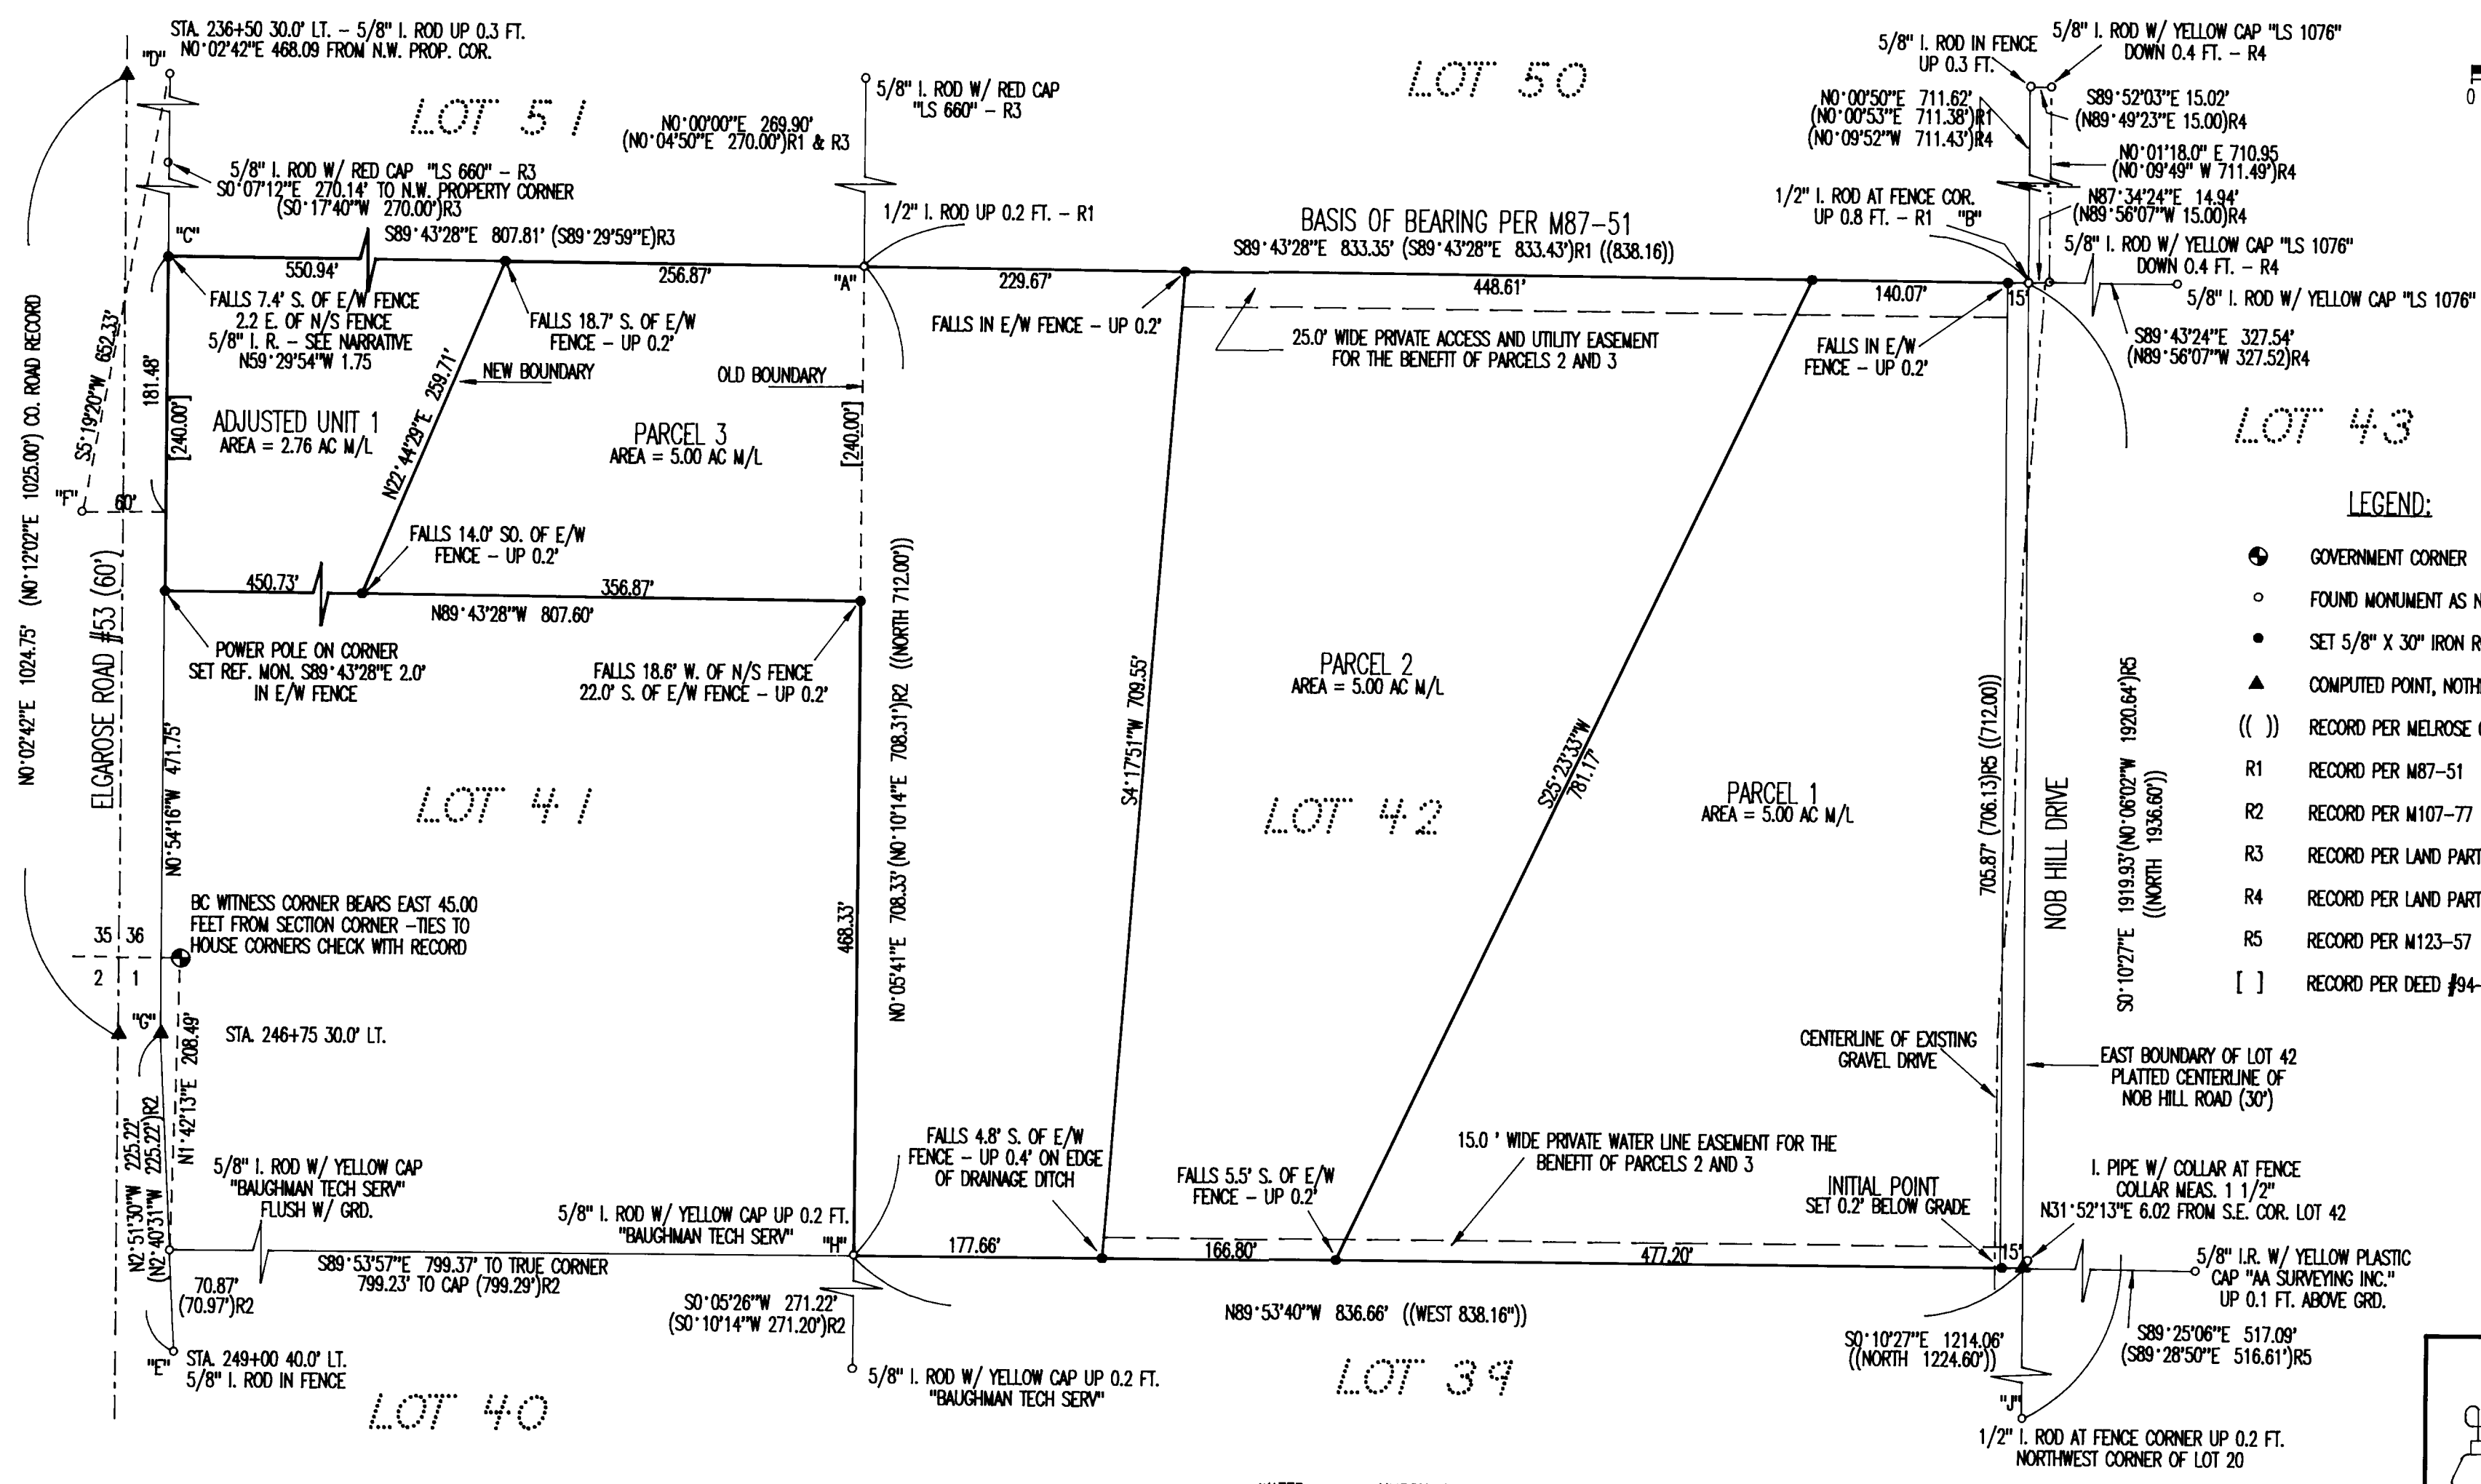 STA. 236+50 30.0' LT. – 5/8" I. ROD UP 0.3 FT.
N0°02'42"E 468.09 FROM N.W. PROP. COR.
"D"
LOT 51
5/8" I. ROD W/ RED CAP "LS 660" – R3
S0°07'12"E 270.14' TO N.W. PROPERTY CORNER
(S0°17'40"W 270.00')R3
"C"
S89°43'28"E 807.81' (S89°29'59"E)R3
550.94'
256.87'
N0°00'00"E 269.90'
(N0°04'50"E 270.00')R1 & R3
5/8" I. ROD W/ RED CAP
"LS 660" – R3
1/2" I. ROD UP 0.2 FT. – R1
"A"
LOT 50
BASIS OF BEARING PER M87–51
S89°43'28"E 833.35' (S89°43'28"E 833.43')R1 ((838.16))
229.67'
448.61'
140.07'
15'
5/8" I. ROD IN FENCE
UP 0.3 FT.
5/8" I. ROD W/ YELLOW CAP "LS 1076"
DOWN 0.4 FT. – R4
0
N0°00'50"E 711.62'
(N0°00'53"E 711.38')R1
(N0°09'52"W 711.43')R4
S89°52'03"E 15.02'
(N89°49'23"E 15.00)R4
N0°01'18.0" E 710.95
(N0°09'49" W 711.49')R4
1/2" I. ROD AT FENCE COR.
UP 0.8 FT. – R1 "B"
N87°34'24"E 14.94'
(N89°56'07"W 15.00)R4
5/8" I. ROD W/ YELLOW CAP "LS 1076"
DOWN 0.4 FT. – R4
5/8" I. ROD W/ YELLOW CAP "LS 1076"
S89°43'24"E 327.54'
(N89°56'07"W 327.52)R4
FALLS 7.4' S. OF E/W FENCE
2.2 E. OF N/S FENCE
5/8" I. R. – SEE NARRATIVE
N59°29'54"W 1.75
FALLS 18.7' S. OF E/W
FENCE – UP 0.2'
FALLS IN E/W FENCE – UP 0.2'
25.0' WIDE PRIVATE ACCESS AND UTILITY EASEMENT
FOR THE BENEFIT OF PARCELS 2 AND 3
FALLS IN E/W
FENCE – UP 0.2'
NEW BOUNDARY
OLD BOUNDARY
N0°02'42"E 1024.75' (N0°12'02"E 1025.00') CO. ROAD RECORD
S5°19'20"W 652.33'
"F"
60'
181.48'
[240.00']
ADJUSTED UNIT 1
AREA = 2.76 AC M/L
N22°44'29"E 259.71'
PARCEL 3
AREA = 5.00 AC M/L
[240.00']
LOT 43
FALLS 14.0' SO. OF E/W
FENCE – UP 0.2'
450.73'
356.87'
N89°43'28"W 807.60'
POWER POLE ON CORNER
SET REF. MON. S89°43'28"E 2.0'
IN E/W FENCE
FALLS 18.6' W. OF N/S FENCE
22.0' S. OF E/W FENCE – UP 0.2'
ELGAROSE ROAD #53 (60')
N0°54'16"W 471.75'
LOT 41
468.33'
N0°05'41"E 708.33'(N0°10'14"E 708.31')R2 ((NORTH 712.00'))
S4°17'51"W 709.55'
PARCEL 2
AREA = 5.00 AC M/L
LOT 42
S25°23'33"W
781.17'
PARCEL 1
AREA = 5.00 AC M/L
705.87' (706.13)R5 ((712.00))
NOB HILL DRIVE
S0°10'27"E 1919.93'(N0°06'02"W 1920.64')R5
((NORTH 1936.60'))
LEGEND:
GOVERNMENT CORNER
FOUND MONUMENT AS
SET 5/8" X 30" IRON
COMPUTED POINT,
(( )) RECORD PER MELROSE
R1 RECORD PER M87–51
R2 RECORD PER M107–77
R3 RECORD PER LAND
R4 RECORD PER LAND
R5 RECORD PER M123–57
[ ] RECORD PER DEED #94–
BC WITNESS CORNER BEARS EAST 45.00
FEET FROM SECTION CORNER –TIES TO
HOUSE CORNERS CHECK WITH RECORD
35 36
2 1
"G"
STA. 246+75 30.0' LT.
N1°42'13"E 208.49'
N2°51'30"W 225.22'
(N2°40'31"W 225.22')R2
5/8" I. ROD W/ YELLOW CAP
"BAUGHMAN TECH SERV"
FLUSH W/ GRD.
S89°53'57"E 799.37' TO TRUE CORNER
799.23' TO CAP (799.29')R2
70.87'
(70.97')R2
"E"
STA. 249+00 40.0' LT.
5/8" I. ROD IN FENCE
LOT 40
5/8" I. ROD W/ YELLOW CAP UP 0.2 FT.
"BAUGHMAN TECH SERV"
"H"
S0°05'26"W 271.22'
(S0°10'14"W 271.20')R2
5/8" I. ROD W/ YELLOW CAP UP 0.2 FT.
"BAUGHMAN TECH SERV"
FALLS 4.8' S. OF E/W
FENCE – UP 0.4' ON EDGE
OF DRAINAGE DITCH
FALLS 5.5' S. OF E/W
FENCE – UP 0.2'
177.66'
166.80'
477.20'
15'
N89°53'40"W 836.66' ((WEST 838.16"))
LOT 39
15.0 ' WIDE PRIVATE WATER LINE EASEMENT FOR THE
BENEFIT OF PARCELS 2 AND 3
CENTERLINE OF EXISTING
GRAVEL DRIVE
EAST BOUNDARY OF LOT 42
PLATTED CENTERLINE OF
NOB HILL ROAD (30')
INITIAL POINT
SET 0.2' BELOW GRADE
I. PIPE W/ COLLAR AT FENCE
COLLAR MEAS. 1 1/2"
N31°52'13"E 6.02 FROM S.E. COR. LOT 42
5/8" I.R. W/ YELLOW PLASTIC
CAP "AA SURVEYING INC."
UP 0.1 FT. ABOVE GRD.
S89°25'06"E 517.09'
(S89°28'50"E 516.61')R5
S0°10'27"E 1214.06'
((NORTH 1224.60'))
"J"
1/2" I. ROD AT FENCE CORNER UP 0.2 FT.
NORTHWEST CORNER OF LOT 20